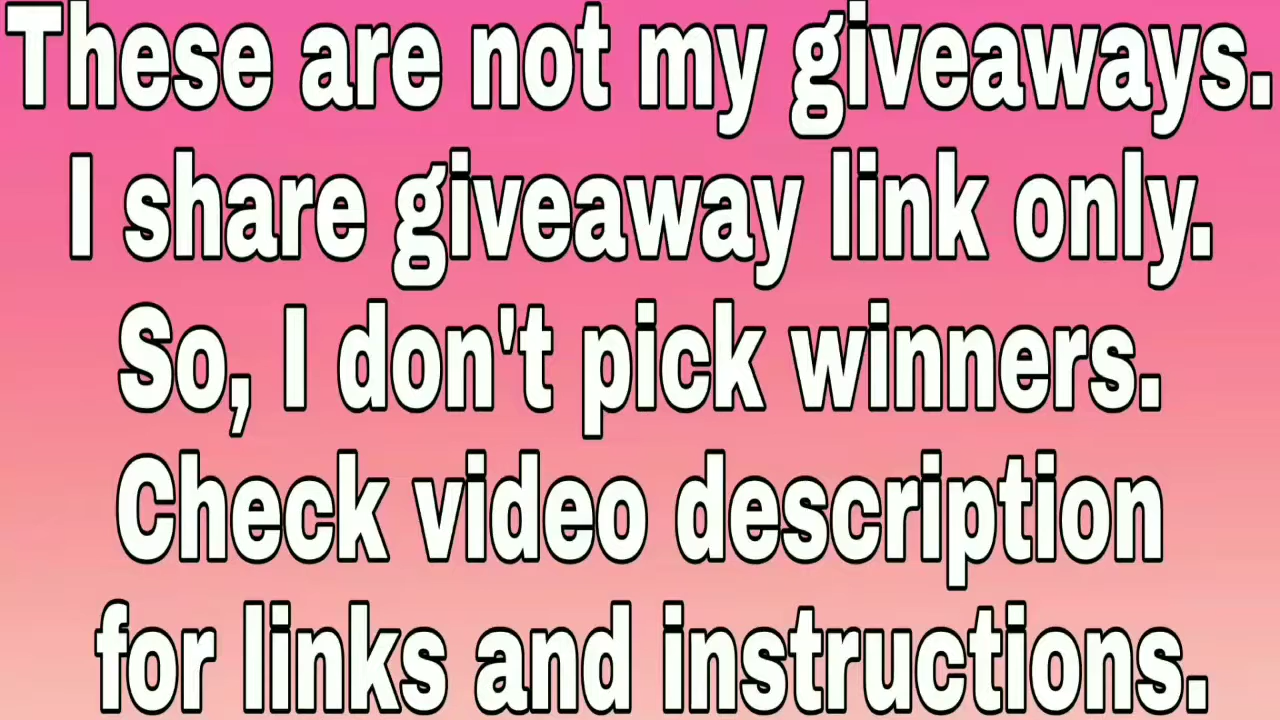 These are not my giveaways.
I share giveaway link only.
So, I don't pick winners.
Check video description
for links and instructions.